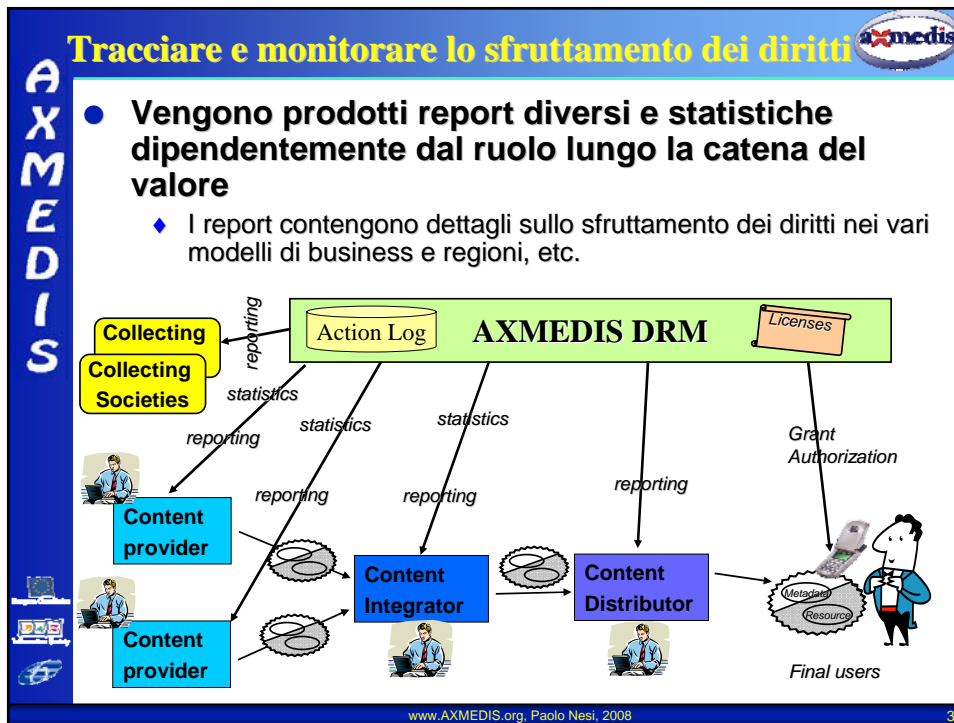 Tracciare e monitorare lo sfruttamento dei diritti
axmedis
AXMEDIS
Vengono prodotti report diversi e statistiche
dipendentemente dal ruolo lungo la catena del
valore
I report contengono dettagli sullo sfruttamento dei diritti nei vari
modelli di business e regioni, etc.
Collecting
Collecting
Societies
reporting
Action Log
AXMEDIS DRM
Licenses
statistics
reporting
statistics
reporting
statistics
reporting
reporting
Grant
Authorization
Content
provider
Content
provider
Content
Integrator
Content
Distributor
Metadata
Resource
Final users
www.AXMEDIS.org, Paolo Nesi, 2008
3